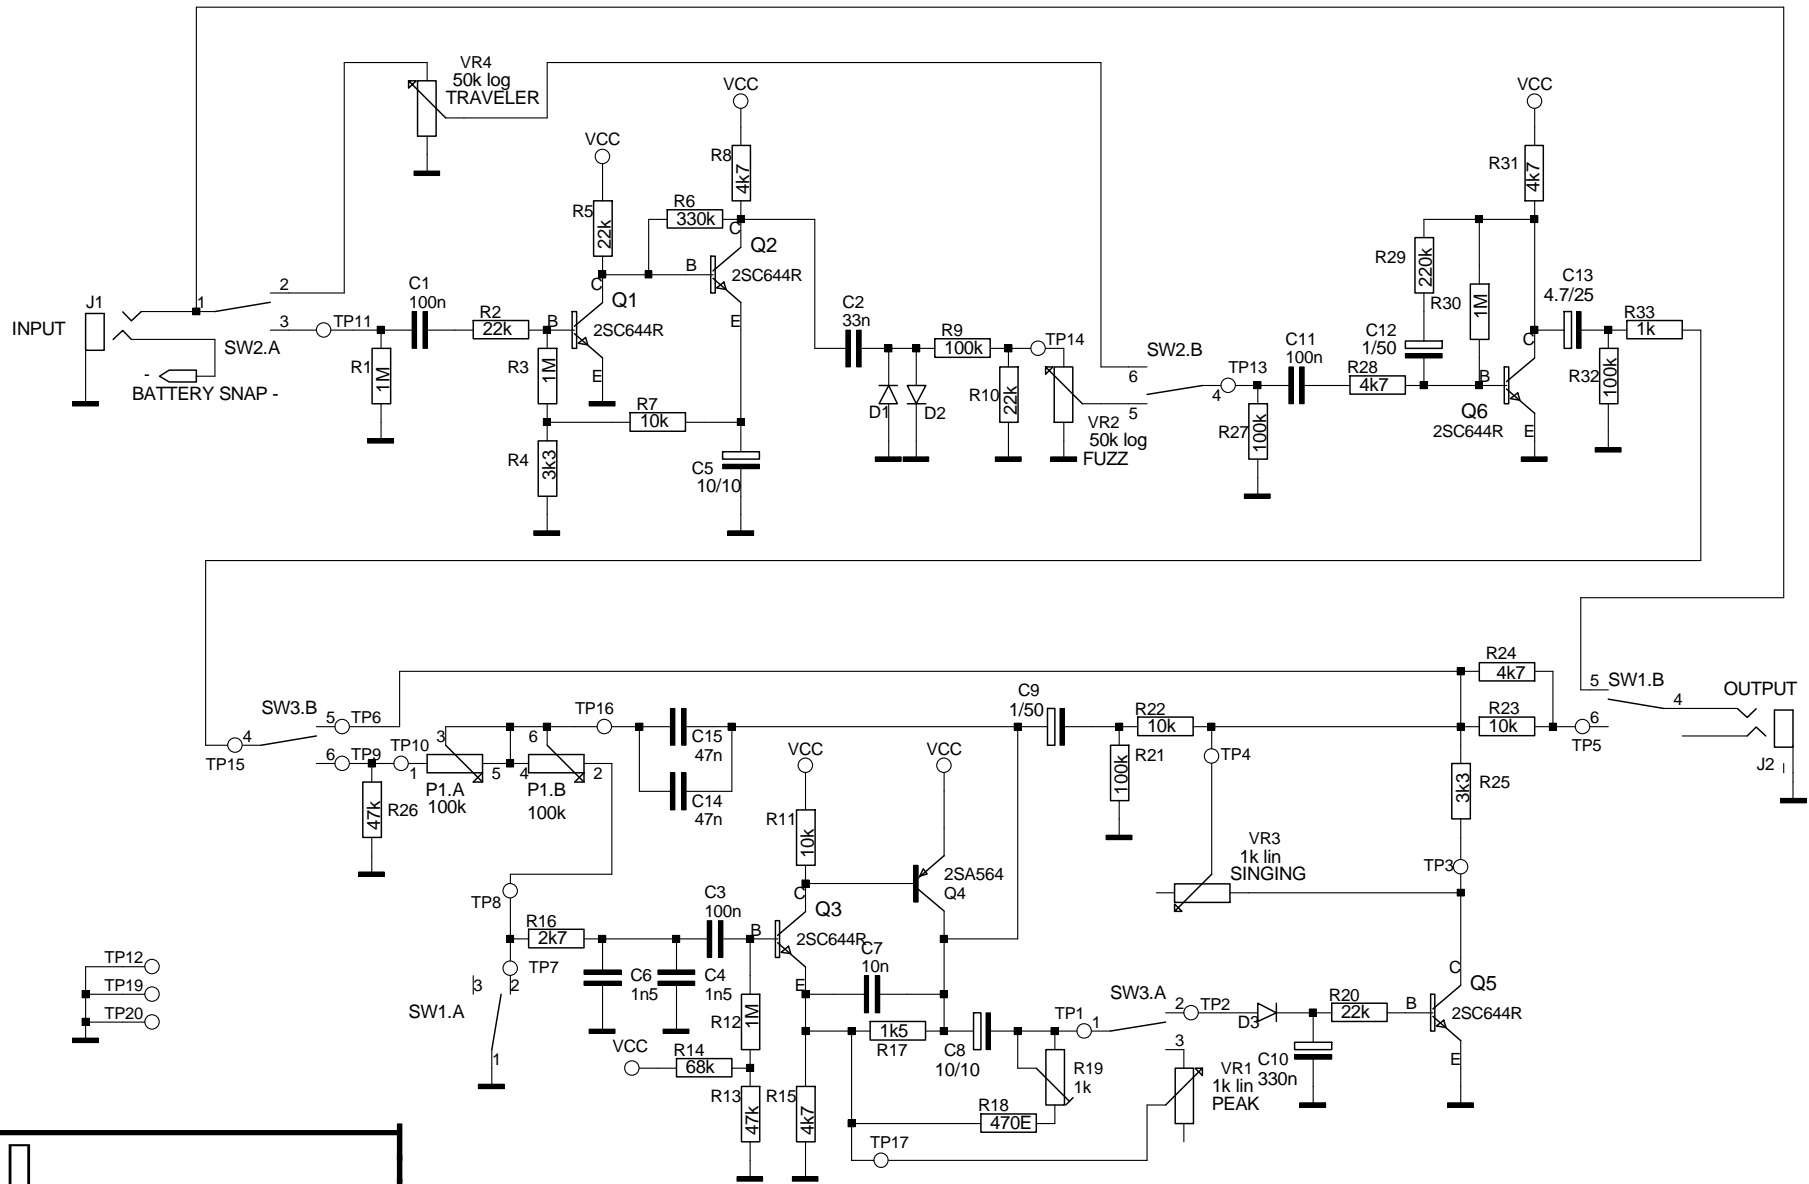 VR4
50k log
TRAVELER
VCC
R8
4k7
VCC
R31
4k7
VCC
R5
22k
R6
330k
C
Q2
B
2SC644R
E
R29
220k
R30
1M
C13
4.7/25
R33
1k
J1
INPUT
1
2
3
SW2.A
TP11
-
BATTERY SNAP -
R1
1M
C1
100n
R2
22k
B
C
Q1
2SC644R
E
R3
1M
R7
10k
R4
3k3
C5
10/10
C2
33n
D1
D2
R9
100k
R10
22k
TP14
VR2
50k log
FUZZ
SW2.B
6
5
4
TP13
R27
100k
C11
100n
R28
4k7
C12
1/50
B
C
Q6
2SC644R
E
R32
100k
R24
4k7
R23
10k
5
SW1.B
4
6
TP5
OUTPUT
J2
SW3.B
4
TP15
5
TP6
6
TP9
TP10
1
3
5
P1.A
100k
R26
47k
6
4
2
P1.B
100k
TP16
C15
47n
C14
47n
C9
1/50
R22
10k
R21
100k
TP4
R25
3k3
TP3
VR3
1k lin
SINGING
VCC
R11
10k
VCC
2SA564
Q4
TP8
R16
2k7
TP7
3
2
SW1.A
1
C6
1n5
C4
1n5
C3
100n
B
C
Q3
2SC644R
E
C7
10n
R12
1M
VCC
R14
68k
R13
47k
R15
4k7
R17
1k5
C8
10/10
R19
1k
R18
470E
TP17
TP1
1
SW3.A
2
TP2
3
VR1
1k lin
PEAK
D3
C10
330n
R20
22k
B
C
Q5
2SC644R
E
TP12
TP19
TP20